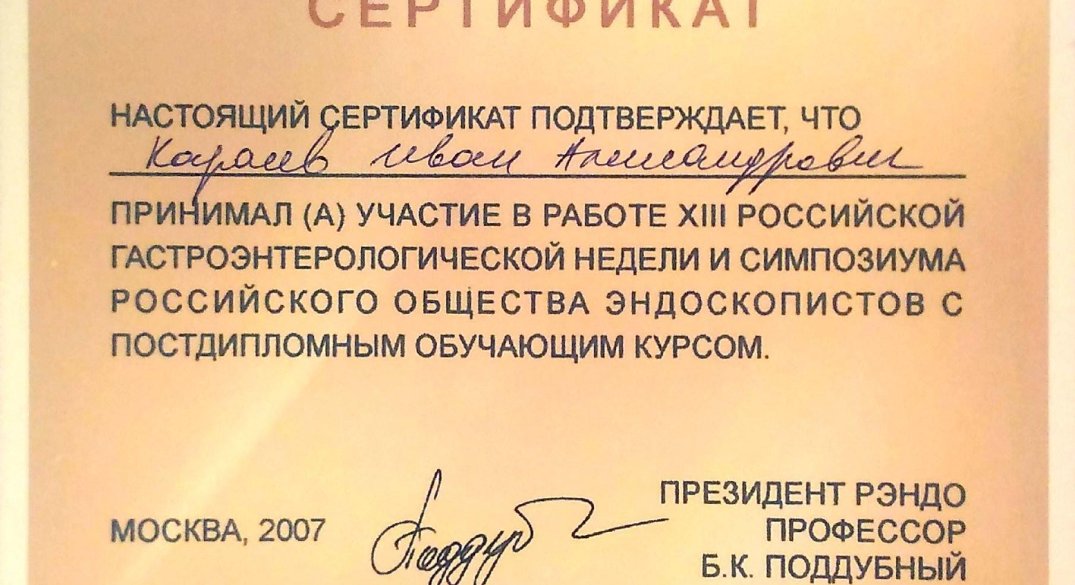 СЕРТИФИКАТ
НАСТОЯЩИЙ СЕРТИФИКАТ ПОДТВЕРЖДАЕТ, ЧТО
Караев Иван Александрович
ПРИНИМАЛ (А) УЧАСТИЕ В РАБОТЕ XIII РОССИЙСКОЙ
ГАСТРОЭНТЕРОЛОГИЧЕСКОЙ НЕДЕЛИ И СИМПОЗИУМА
РОССИЙСКОГО ОБЩЕСТВА ЭНДОСКОПИСТОВ С
ПОСТДИПЛОМНЫМ ОБУЧАЮЩИМ КУРСОМ.
МОСКВА, 2007
ПРЕЗИДЕНТ РЭНДО
ПРОФЕССОР
Б.К. ПОДДУБНЫЙ